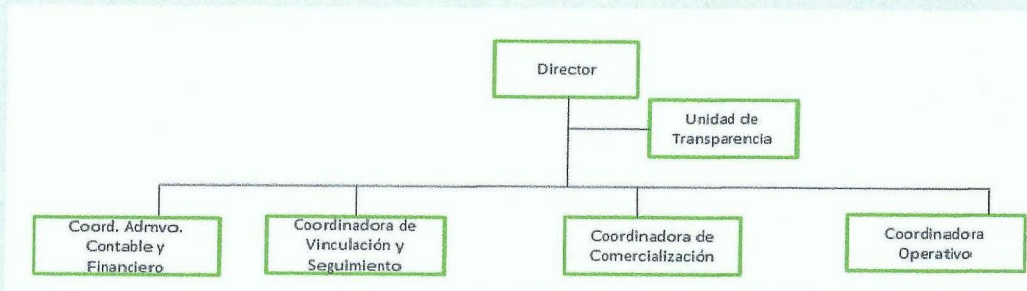 Director
Unidad de
Transparencia
Coord. Admvo.
Contable y
Financiero
Coordinadora de
Vinculación y
Seguimiento
Coordinadora de
Comercialización
Coordinadora
Operativo